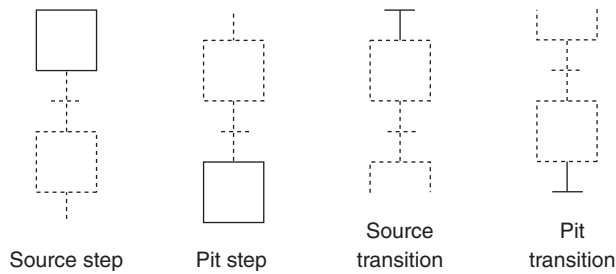 Source step
Pit step
Source
transition
Pit
transition